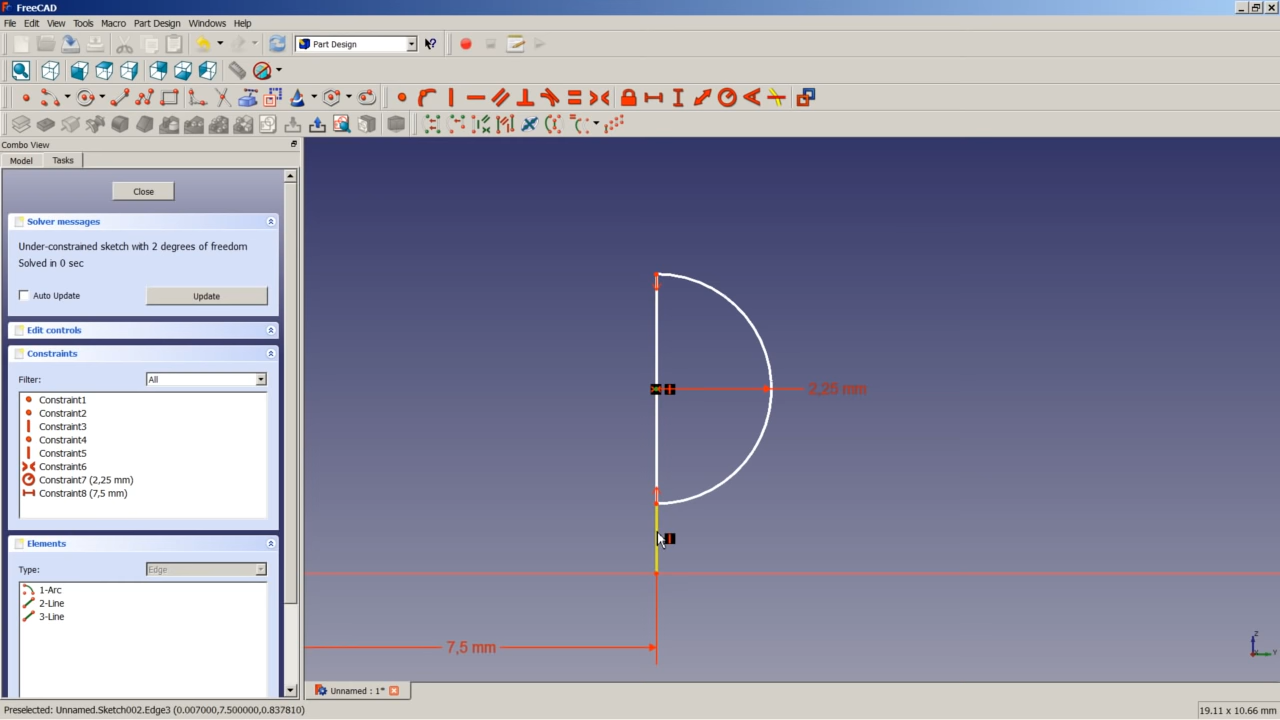 FreeCAD
File Edit View Tools Macro Part Design Windows Help
Part Design
Combo View
Model Tasks
Close
Solver messages
Under-constrained sketch with 2 degrees of freedom
Solved in 0 sec
Auto Update Update
Edit controls
Constraints
Filter: All
Constraint1
Constraint2
Constraint3
Constraint4
Constraint5
Constraint6
Constraint7 (2,25 mm)
Constraint8 (7,5 mm)
Elements
Type: Edge
1-Arc
2-Line
3-Line
2,25 mm
7,5 mm
Z
Y
Unnamed : 1*
Preselected: Unnamed.Sketch002.Edge3 (0.007000,7.500000,0.837810)
19.11 x 10.66 mm